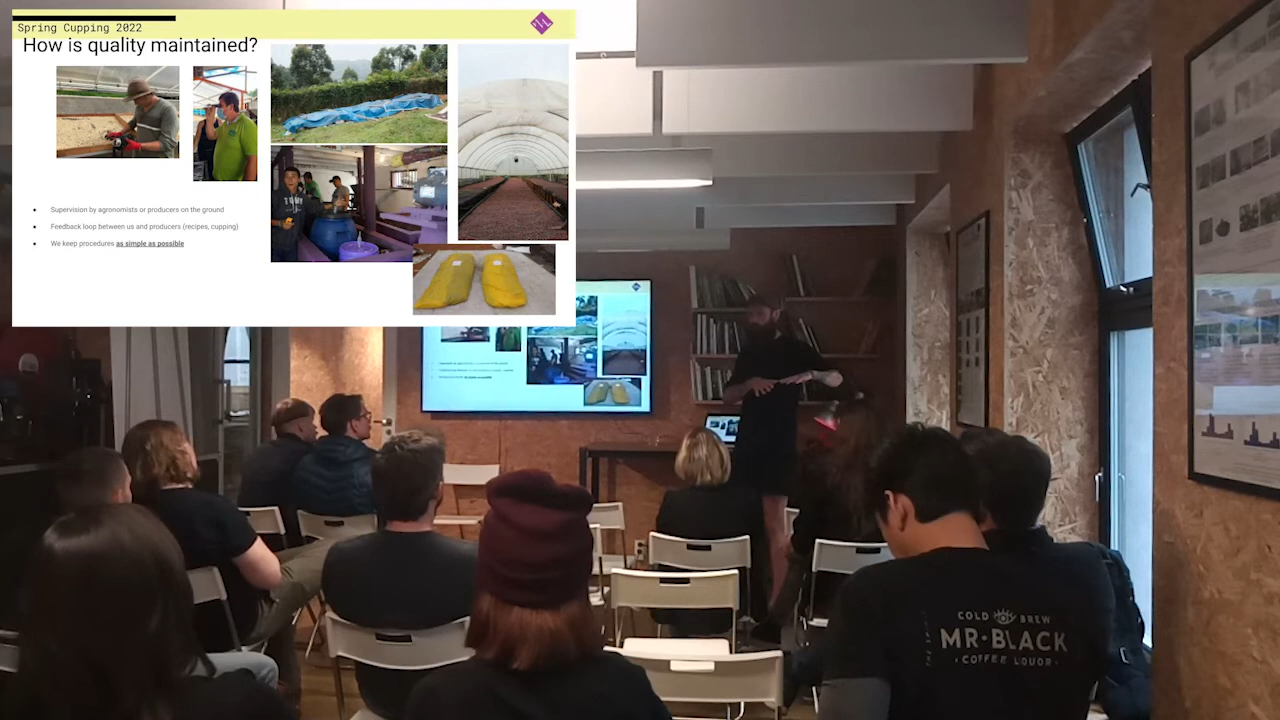 Spring Cupping 2022
How is quality maintained?
Supervision by agronomists or producers on the ground
Feedback loop between us and producers (recipes, cupping)
We keep procedures as simple as possible
COLD BREW
MR·BLACK
· COFFEE LIQUOR ·